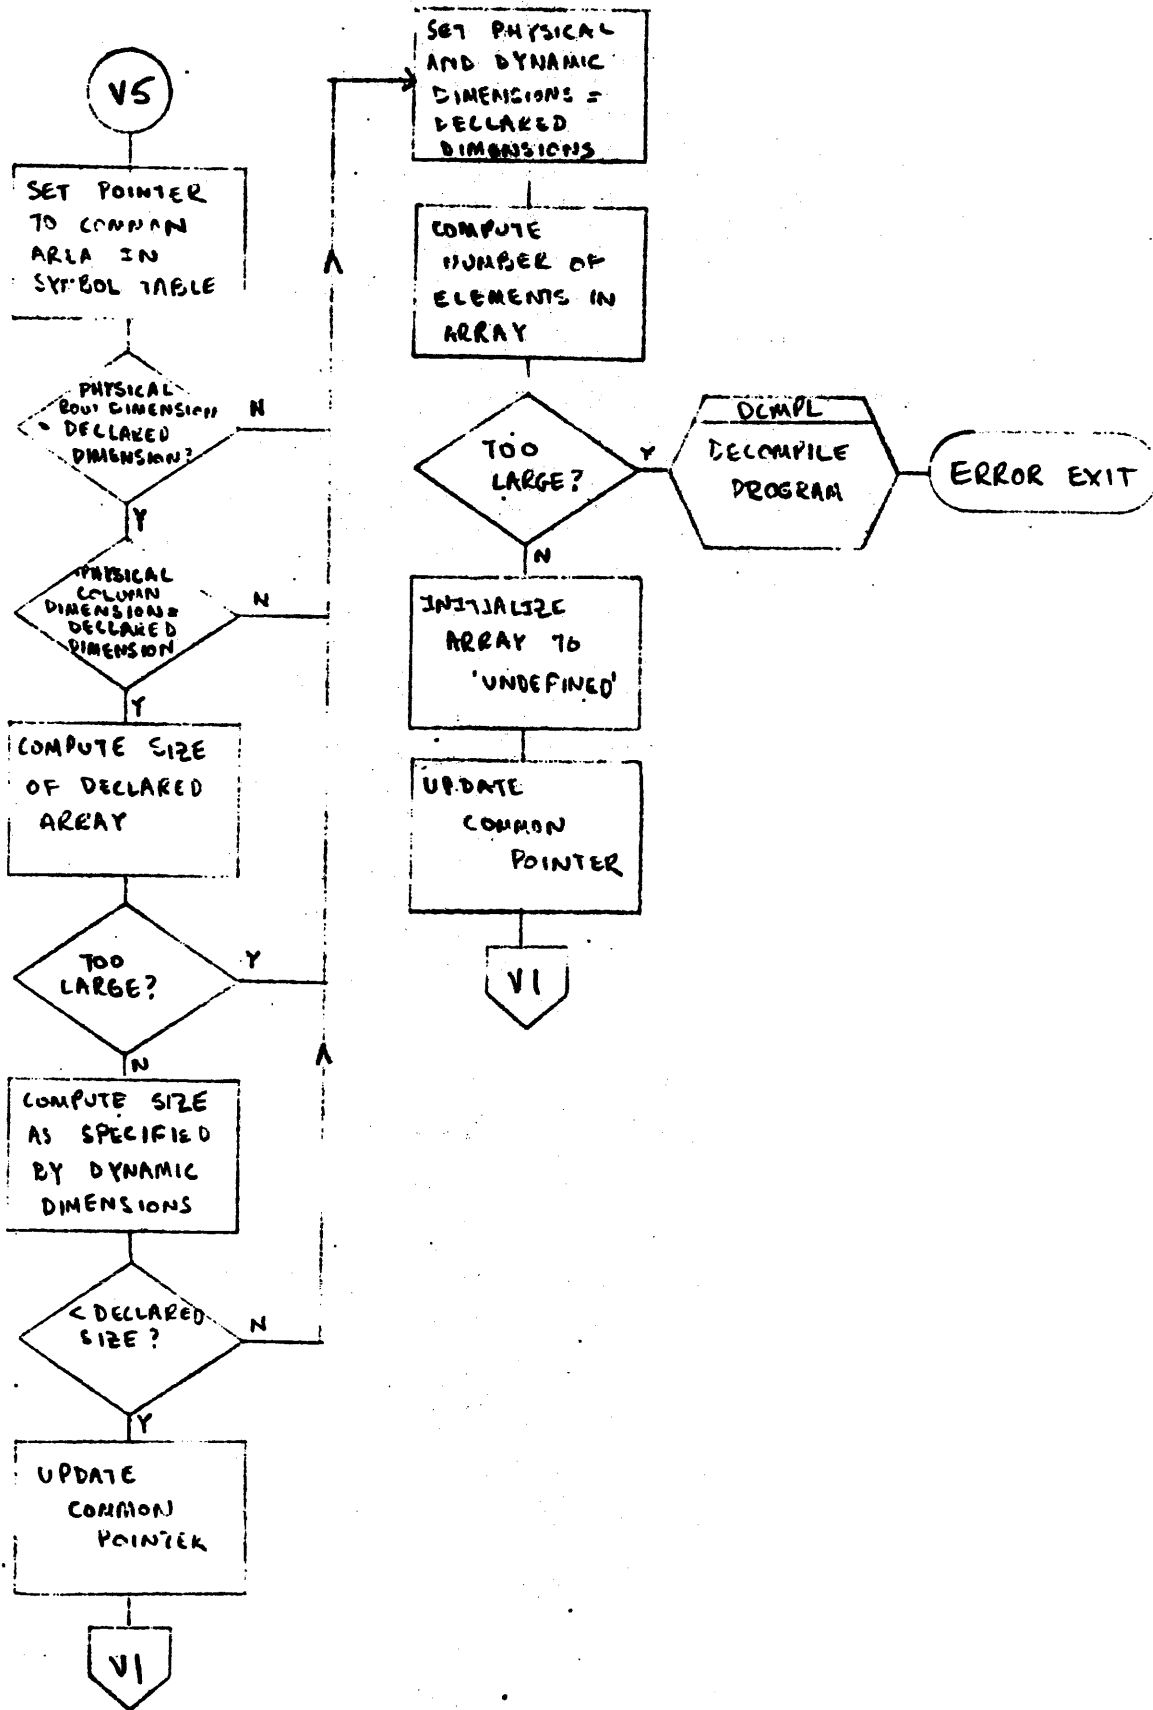 V5
SET POINTER
TO COMMON
AREA IN
SYMBOL TABLE
PHYSICAL
ROW DIMENSION
= DECLARED
DIMENSION?
N
Y
PHYSICAL
COLUMN
DIMENSION =
DECLARED
DIMENSION
N
Y
COMPUTE SIZE
OF DECLARED
ARRAY
TOO
LARGE?
Y
N
COMPUTE SIZE
AS SPECIFIED
BY DYNAMIC
DIMENSIONS
< DECLARED
SIZE?
N
Y
UPDATE
COMMON
POINTER
V1
SET PHYSICAL
AND DYNAMIC
DIMENSIONS =
DECLARED
DIMENSIONS
COMPUTE
NUMBER OF
ELEMENTS IN
ARRAY
TOO
LARGE?
Y
DCMPL
DECOMPILE
PROGRAM
ERROR EXIT
N
INITIALIZE
ARRAY TO
'UNDEFINED'
UPDATE
COMMON
POINTER
V1